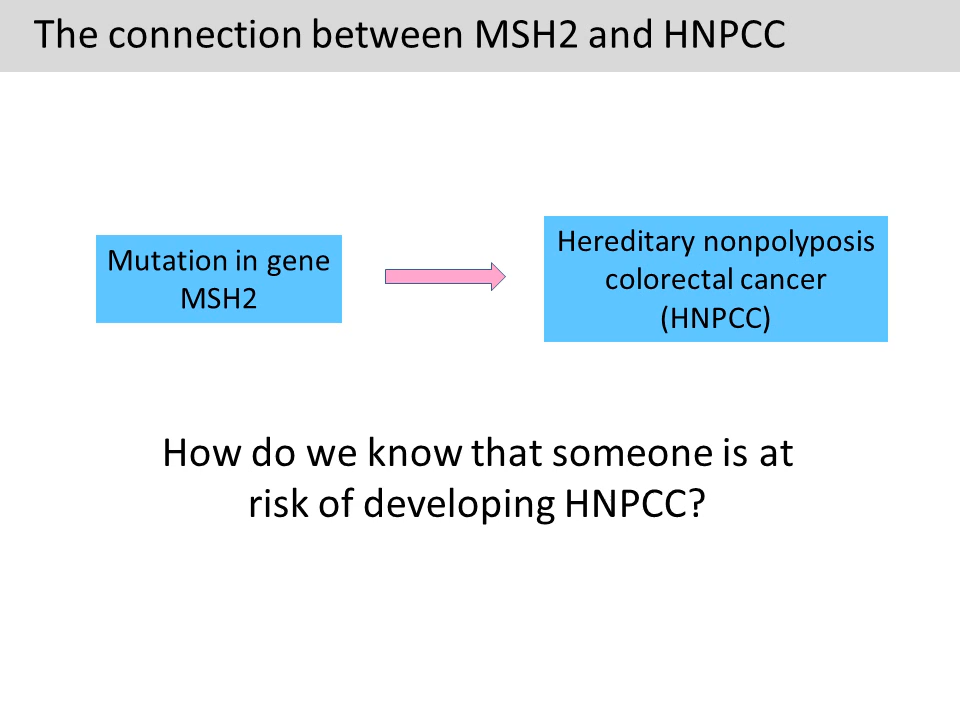 The connection between MSH2 and HNPCC
Mutation in gene
MSH2
Hereditary nonpolyposis
colorectal cancer
(HNPCC)
How do we know that someone is at
risk of developing HNPCC?